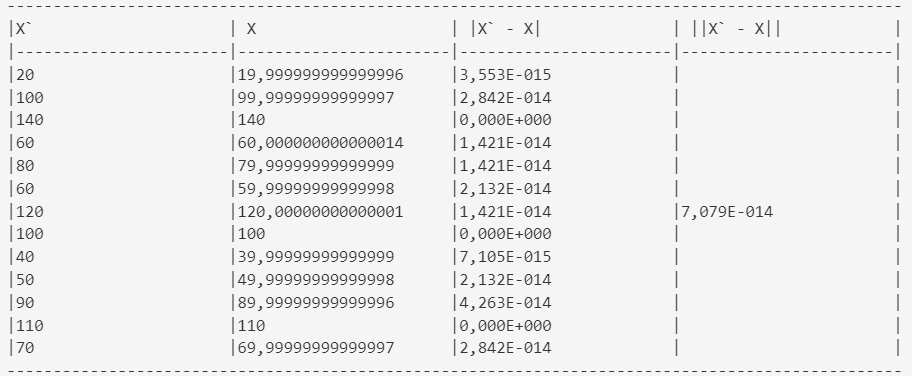 -------------------------------------------------------------------------------------------------
|X`                     | X                     | |X` - X|              | ||X` - X||            |
|-----------------------|-----------------------|-----------------------|-----------------------|
|20                     |19,999999999999996     |3,553E-015             |                       |
|100                    |99,99999999999997      |2,842E-014             |                       |
|140                    |140                    |0,000E+000             |                       |
|60                     |60,000000000000014     |1,421E-014             |                       |
|80                     |79,99999999999999      |1,421E-014             |                       |
|60                     |59,99999999999998      |2,132E-014             |                       |
|120                    |120,00000000000001     |1,421E-014             |7,079E-014             |
|100                    |100                    |0,000E+000             |                       |
|40                     |39,99999999999999      |7,105E-015             |                       |
|50                     |49,99999999999998      |2,132E-014             |                       |
|90                     |89,99999999999996      |4,263E-014             |                       |
|110                    |110                    |0,000E+000             |                       |
|70                     |69,99999999999997      |2,842E-014             |                       |
-------------------------------------------------------------------------------------------------